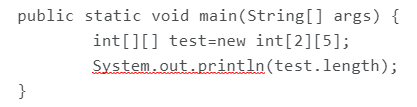 public static void main(String[] args) {
int[][] test=new int[2][5];
System.out.println(test.length);
}